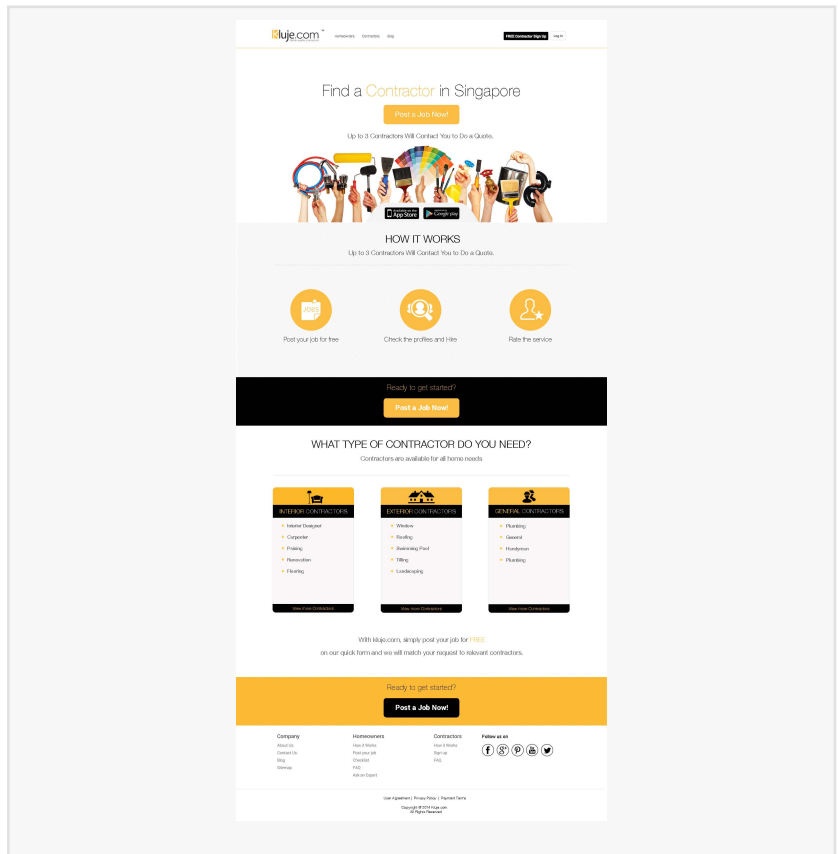 Kluje.com ™
Homeowners Contractors Blog
FREE Contractor Sign Up Log In
Find a Contractor in Singapore
Post a Job Now!
Up to 3 Contractors Will Contact You to Do a Quote.
Available on the App Store
Google play
HOW IT WORKS
Up to 3 Contractors Will Contact You to Do a Quote.
JOBS
Post your job for free
Check the profiles and Hire
Rate the service
Ready to get started?
Post a Job Now!
WHAT TYPE OF CONTRACTOR DO YOU NEED?
Contractors are available for all home needs.
INTERIOR CONTRACTORS
Interior Designer
Carpenter
Painting
Renovation
Flooring
View more Contractors
EXTERIOR CONTRACTORS
Window
Roofing
Swimming Pool
Tilling
Landscaping
View more Contractors
GENERAL CONTRACTORS
Plumbing
General
Handyman
Plumbing
View more Contractors
With kluje.com, simply post your job for FREE
on our quick form and we will match your request to relevant contractors.
Ready to get started?
Post a Job Now!
Company
About Us
Contact Us
Blog
Sitemap
Homeowners
How it Works
Post your job
Checklist
FAQ
Ask an Expert
Contractors
How it Works
Sign up
FAQ
Follow us on
User Agreement | Privacy Policy | Payment Terms
Copyright © 2014 Kluje.com
All Rights Reserved